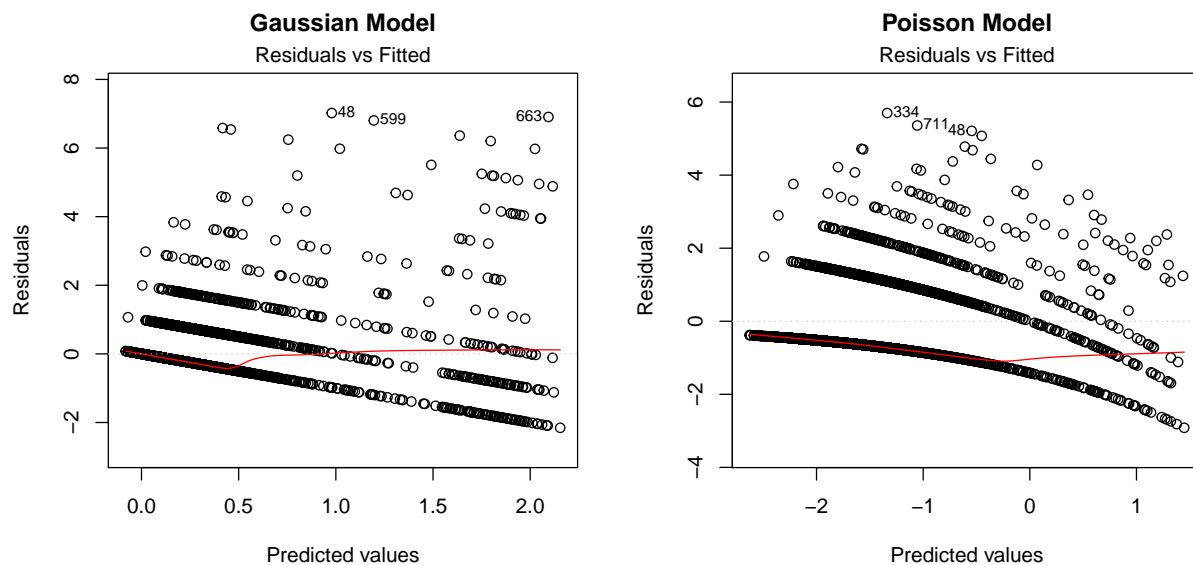 Gaussian Model
Residuals vs Fitted
Residuals
8
6
4
2
0
−2
48
599
663
0.0 0.5 1.0 1.5 2.0
Predicted values
Poisson Model
Residuals vs Fitted
Residuals
6
4
2
0
−2
−4
334
711
48
−2 −1 0 1
Predicted values